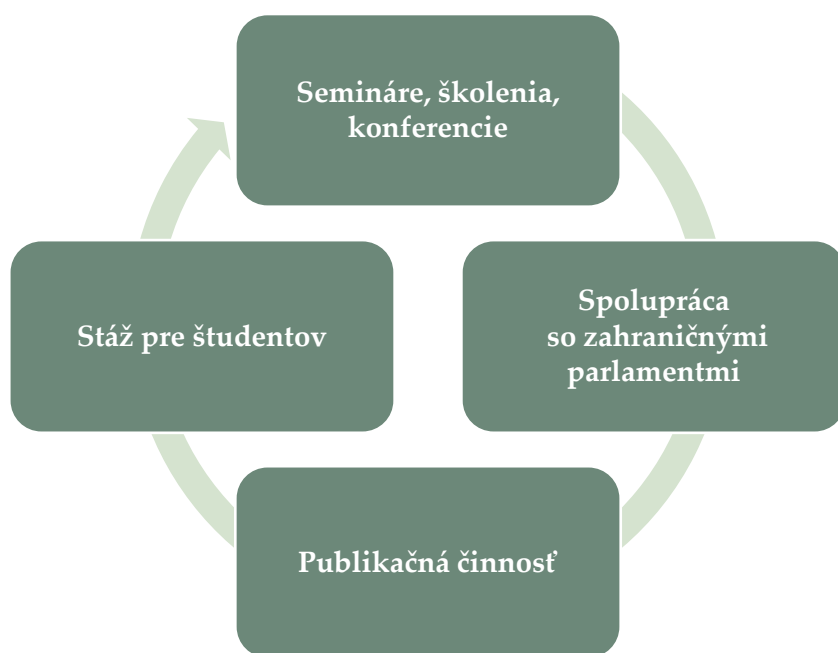 Semináre, školenia,
konferencie
Stáž pre študentov
Spolupráca
so zahraničnými
parlamentmi
Publikačná činnosť